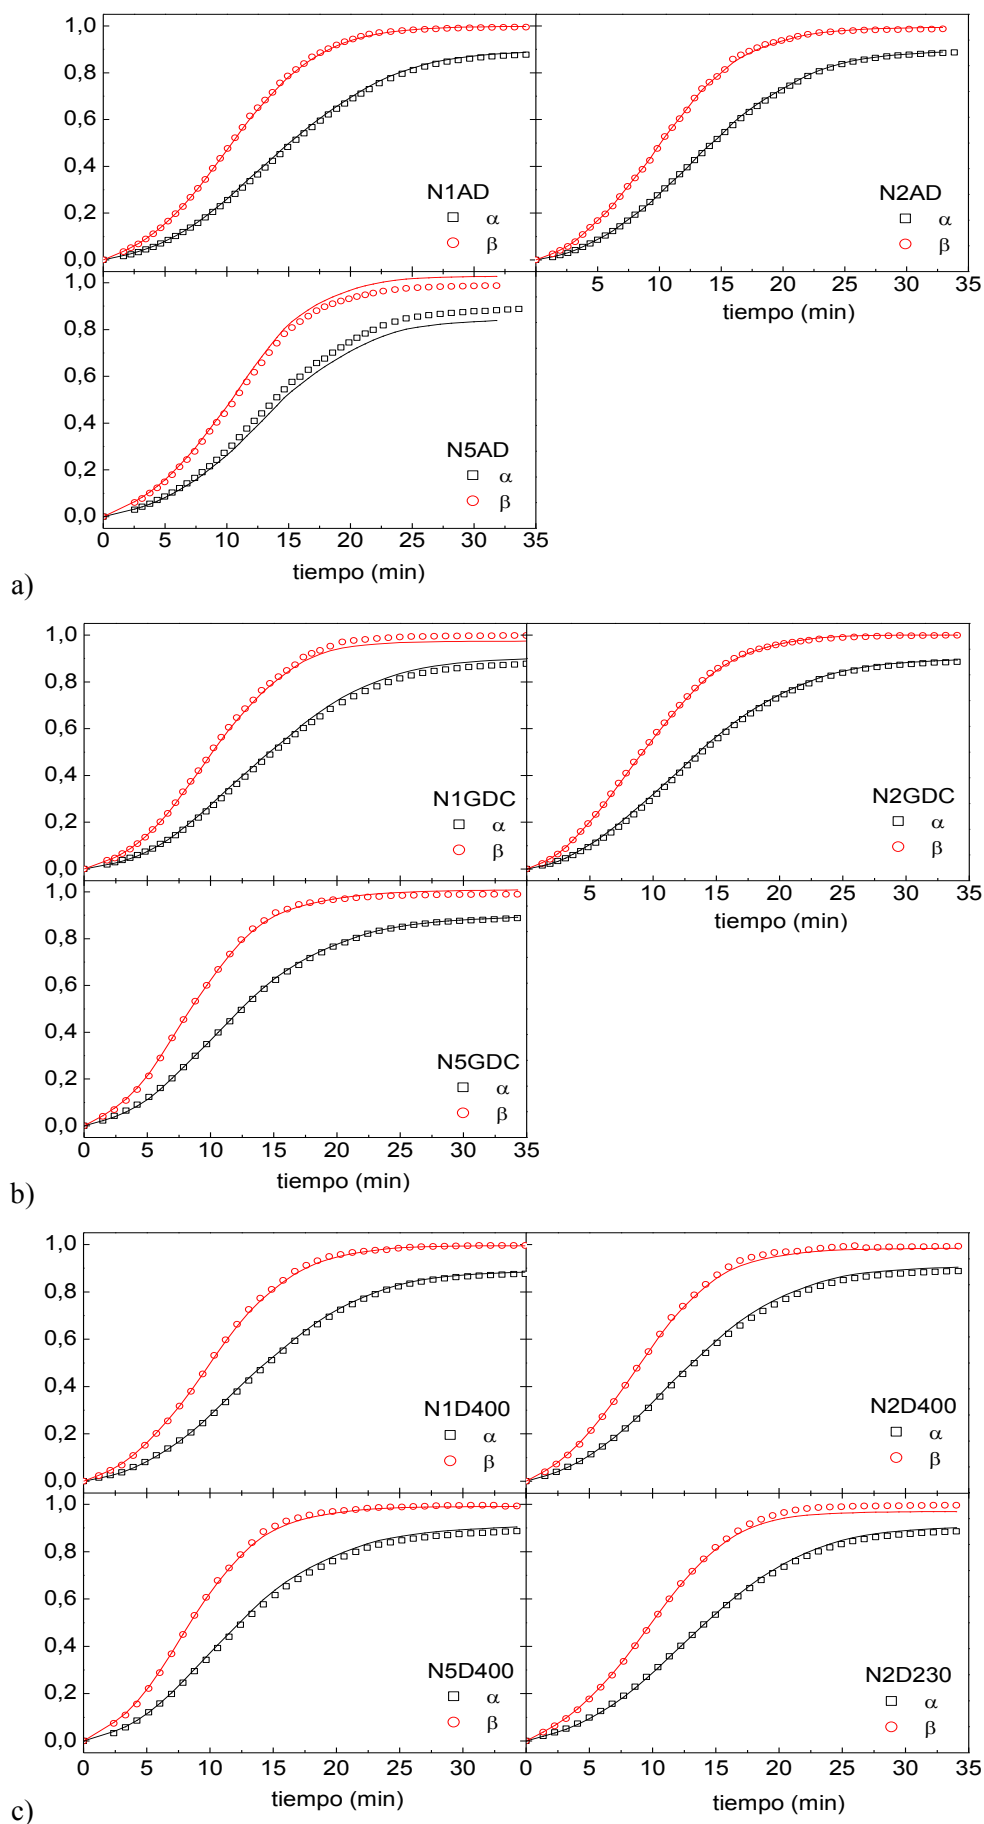 1,0
0,8
0,6
0,4
0,2
0,0
N1AD
α
β
N2AD
α
β
5 10 15 20 25 30 35
tiempo (min)
1,0
0,8
0,6
0,4
0,2
0,0
N5AD
α
β
0 5 10 15 20 25 30 35
tiempo (min)
a)
1,0
0,8
0,6
0,4
0,2
0,0
N1GDC
α
β
N2GDC
α
β
5 10 15 20 25 30 35
tiempo (min)
1,0
0,8
0,6
0,4
0,2
0,0
N5GDC
α
β
0 5 10 15 20 25 30 35
tiempo (min)
b)
1,0
0,8
0,6
0,4
0,2
0,0
N1D400
α
β
N2D400
α
β
1,0
0,8
0,6
0,4
0,2
0,0
N5D400
α
β
N2D230
α
β
0 5 10 15 20 25 30 5 10 15 20 25 30 35
tiempo (min)
tiempo (min)
c)